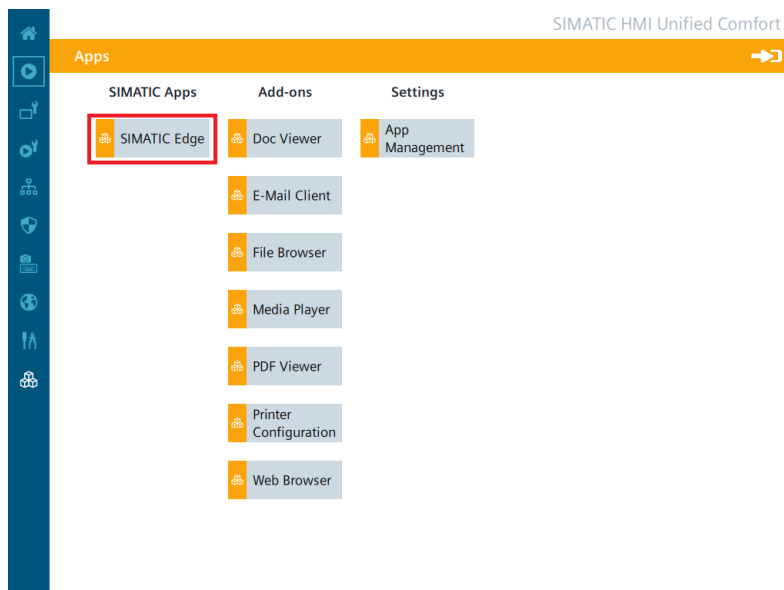 SIMATIC HMI Unified Comfort
Apps
SIMATIC Apps
Add-ons
Settings
SIMATIC Edge
Doc Viewer
App
Management
E-Mail Client
File Browser
Media Player
PDF Viewer
Printer
Configuration
Web Browser